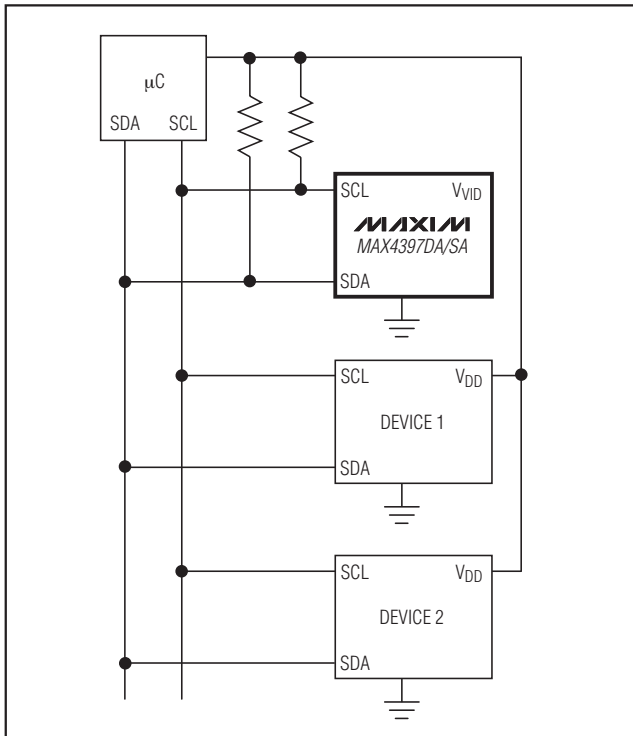 μC
SDA SCL
SCL VVID
MAXIM
MAX4397DA/SA
SDA
SCL VDD
DEVICE 1
SDA
SCL VDD
DEVICE 2
SDA